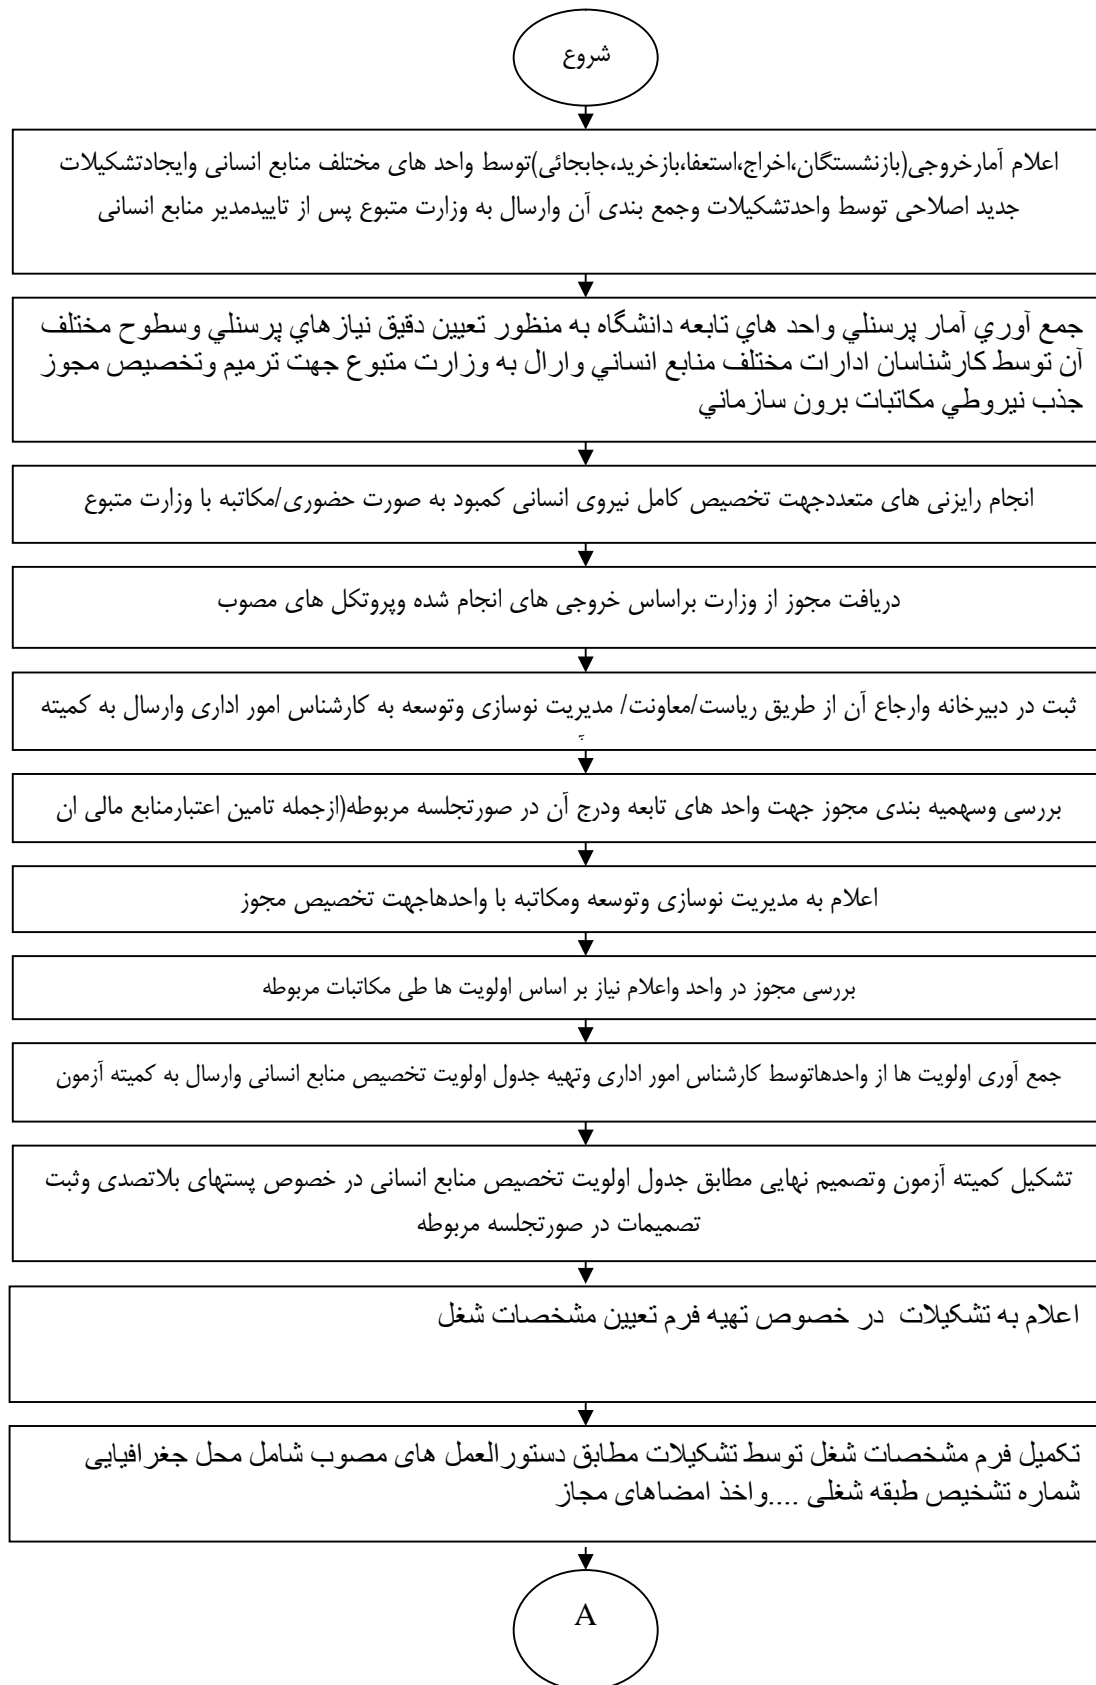 شروع
اعلام آمارخروجی(بازنشستگان،اخراج،استعفا،بازخرید،جابجائی)توسط واحد های مختلف منابع انسانی وایجادتشکیلات
جدید اصلاحی توسط واحدتشکیلات وجمع بندی آن وارسال به وزارت متبوع پس از تاییدمدیر منابع انسانی
جمع آوري آمار پرسنلي واحد هاي تابعه دانشگاه به منظور تعيين دقيق نيازهاي پرسنلي وسطوح مختلف
آن توسط كارشناسان ادارات مختلف منابع انساني وارال به وزارت متبوع جهت ترميم وتخصيص مجوز
جذب نيروطي مكاتبات برون سازماني
انجام رایزنی های متعددجهت تخصیص کامل نیروی انسانی کمبود به صورت حضوری/مکاتبه با وزارت متبوع
دریافت مجوز از وزارت براساس خروجی های انجام شده وپروتکل های مصوب
ثبت در دبیرخانه وارجاع آن از طریق ریاست/معاونت/ مدیریت نوسازی وتوسعه به کارشناس امور اداری وارسال به کمیته
بررسی وسهمیه بندی مجوز جهت واحد های تابعه ودرج آن در صورتجلسه مربوطه(ازجمله تامین اعتبارمنابع مالی ان
اعلام به مدیریت نوسازی وتوسعه ومکاتبه با واحدهاجهت تخصیص مجوز
بررسی مجوز در واحد واعلام نیاز بر اساس اولویت ها طی مکاتبات مربوطه
جمع آوری اولویت ها از واحدهاتوسط کارشناس امور اداری وتهیه جدول اولویت تخصیص منابع انسانی وارسال به کمیته آزمون
تشکیل کمیته آزمون وتصمیم نهایی مطابق جدول اولویت تخصیص منابع انسانی در خصوص پستهای بلاتصدی وثبت
تصمیمات در صورتجلسه مربوطه
اعلام به تشکیلات در خصوص تهیه فرم تعیین مشخصات شغل
تکمیل فرم مشخصات شغل توسط تشکیلات مطابق دستورالعمل های مصوب شامل محل جغرافیایی
شماره تشخیص طبقه شغلی ....واخذ امضاهای مجاز
A